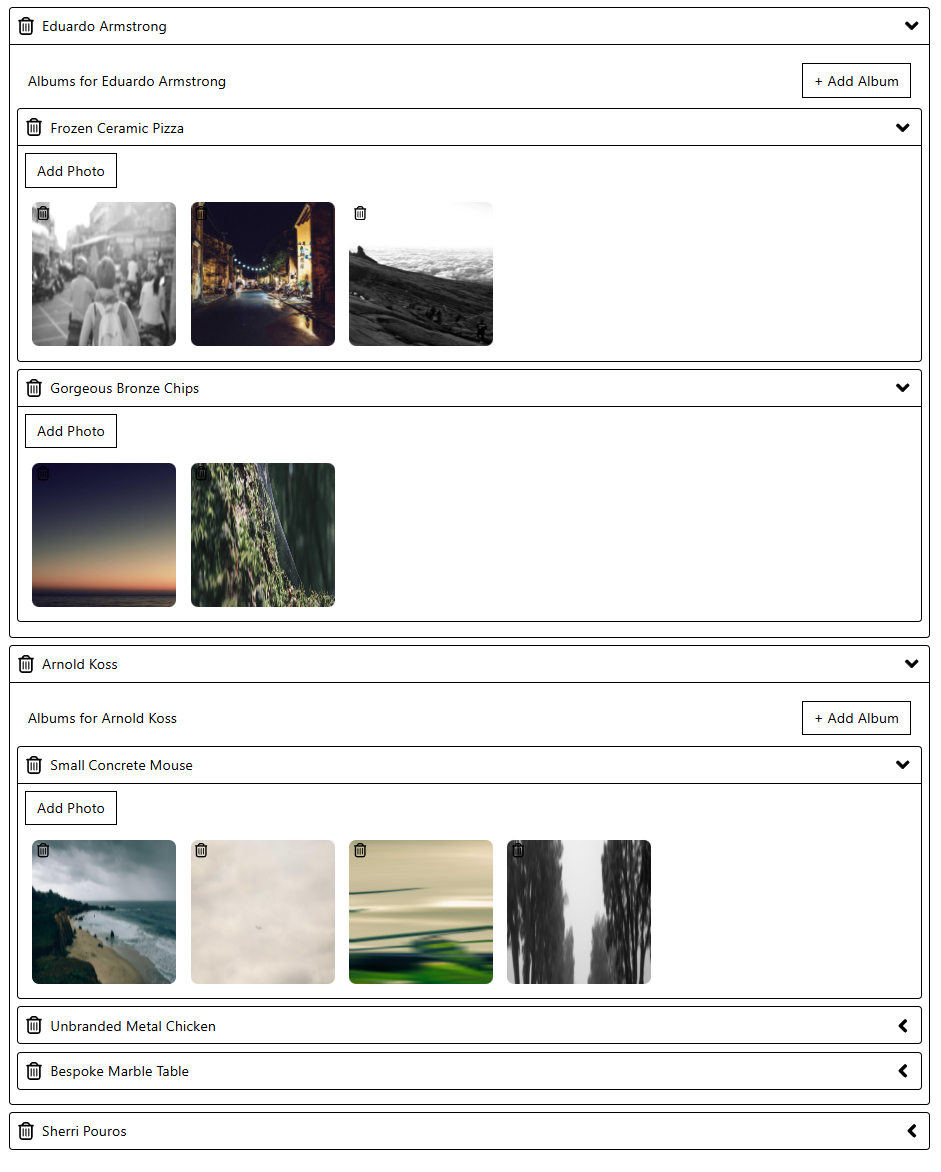 Eduardo Armstrong
Albums for Eduardo Armstrong
+ Add Album
Frozen Ceramic Pizza
Add Photo
Gorgeous Bronze Chips
Add Photo
Arnold Koss
Albums for Arnold Koss
+ Add Album
Small Concrete Mouse
Add Photo
Unbranded Metal Chicken
Bespoke Marble Table
Sherri Pouros